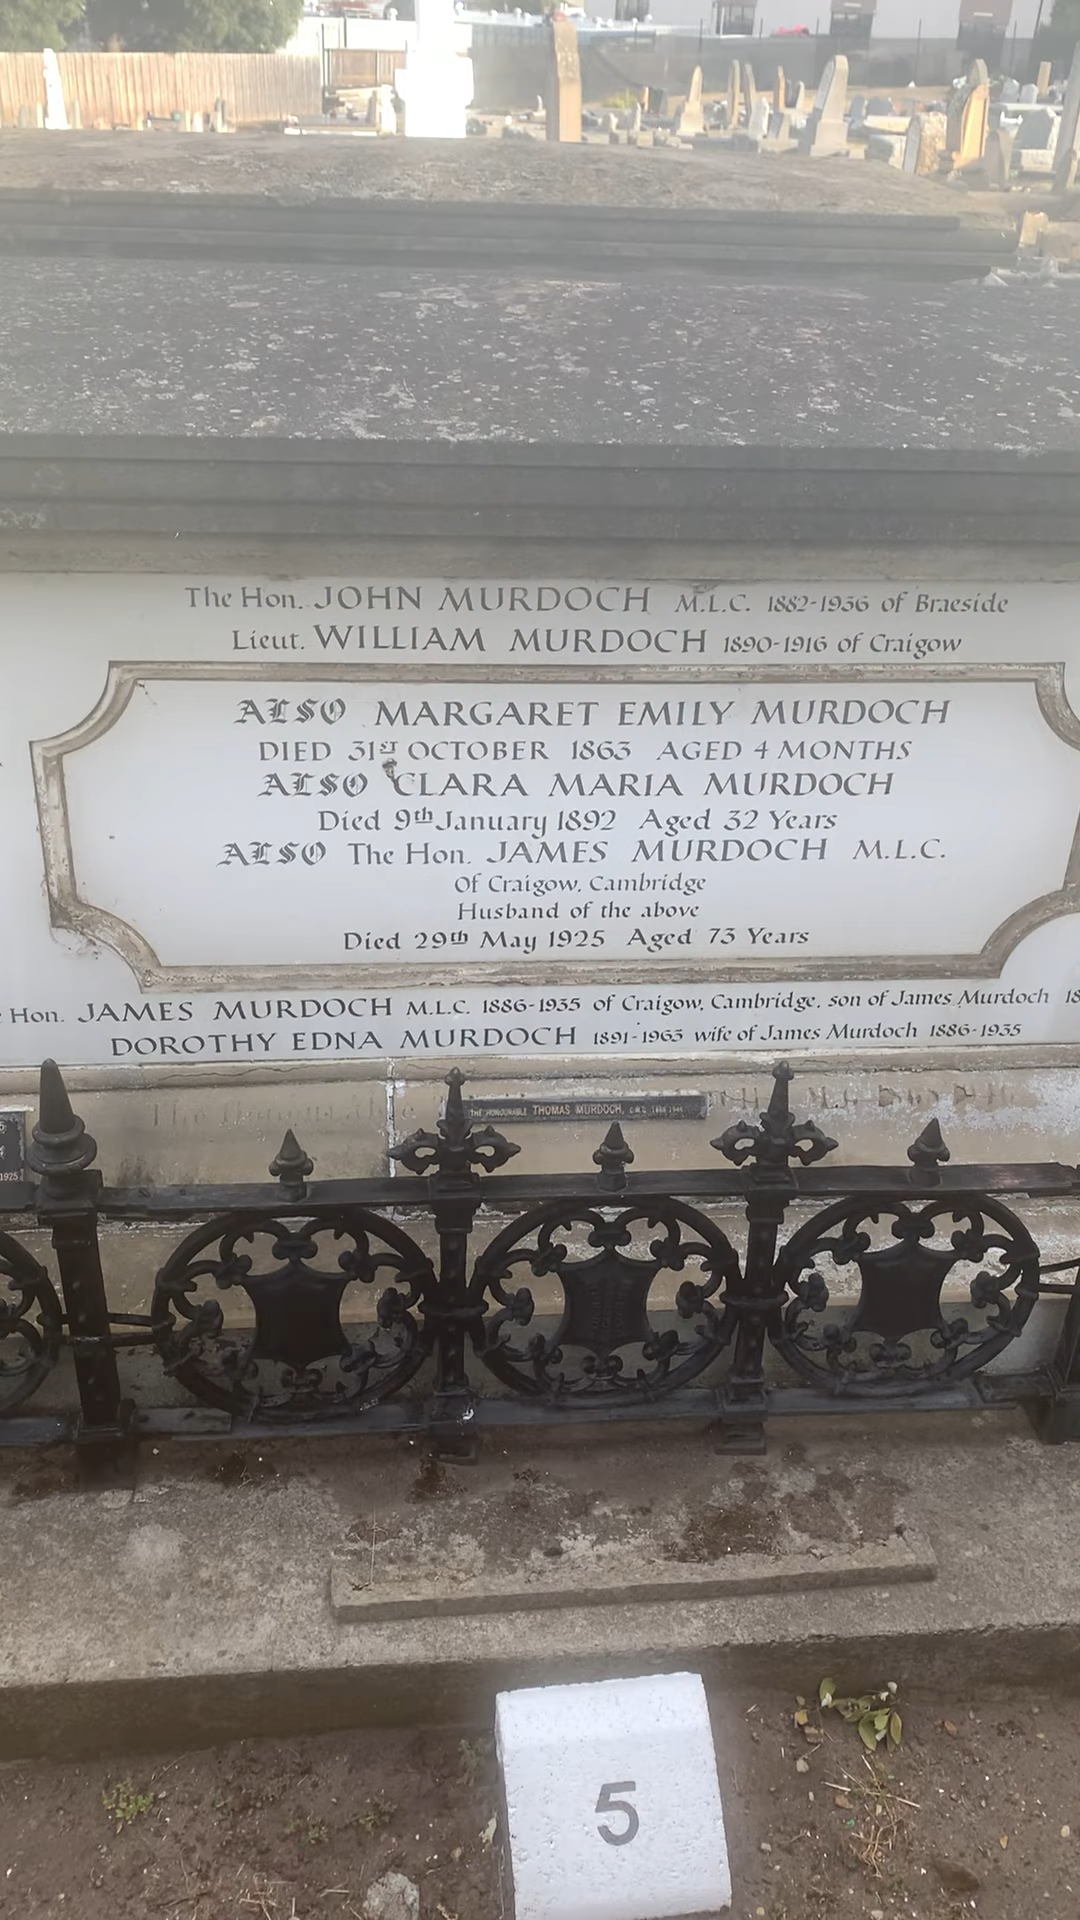 The Hon. JOHN MURDOCH M.L.C. 1882-1936 of Braeside
Lieut. WILLIAM MURDOCH 1890-1916 of Craigow
ALSO MARGARET EMILY MURDOCH
DIED 31ST OCTOBER 1863 AGED 4 MONTHS
ALSO CLARA MARIA MURDOCH
Died 9th January 1892 Aged 32 Years
ALSO The Hon. JAMES MURDOCH M.L.C.
Of Craigow, Cambridge
Husband of the above
Died 29th May 1925 Aged 73 Years
Hon. JAMES MURDOCH M.L.C. 1886-1935 of Craigow, Cambridge, son of James Murdoch 18
DOROTHY EDNA MURDOCH 1891-1963 wife of James Murdoch 1886-1935
THE HONOURABLE THOMAS MURDOCH,
1925
5